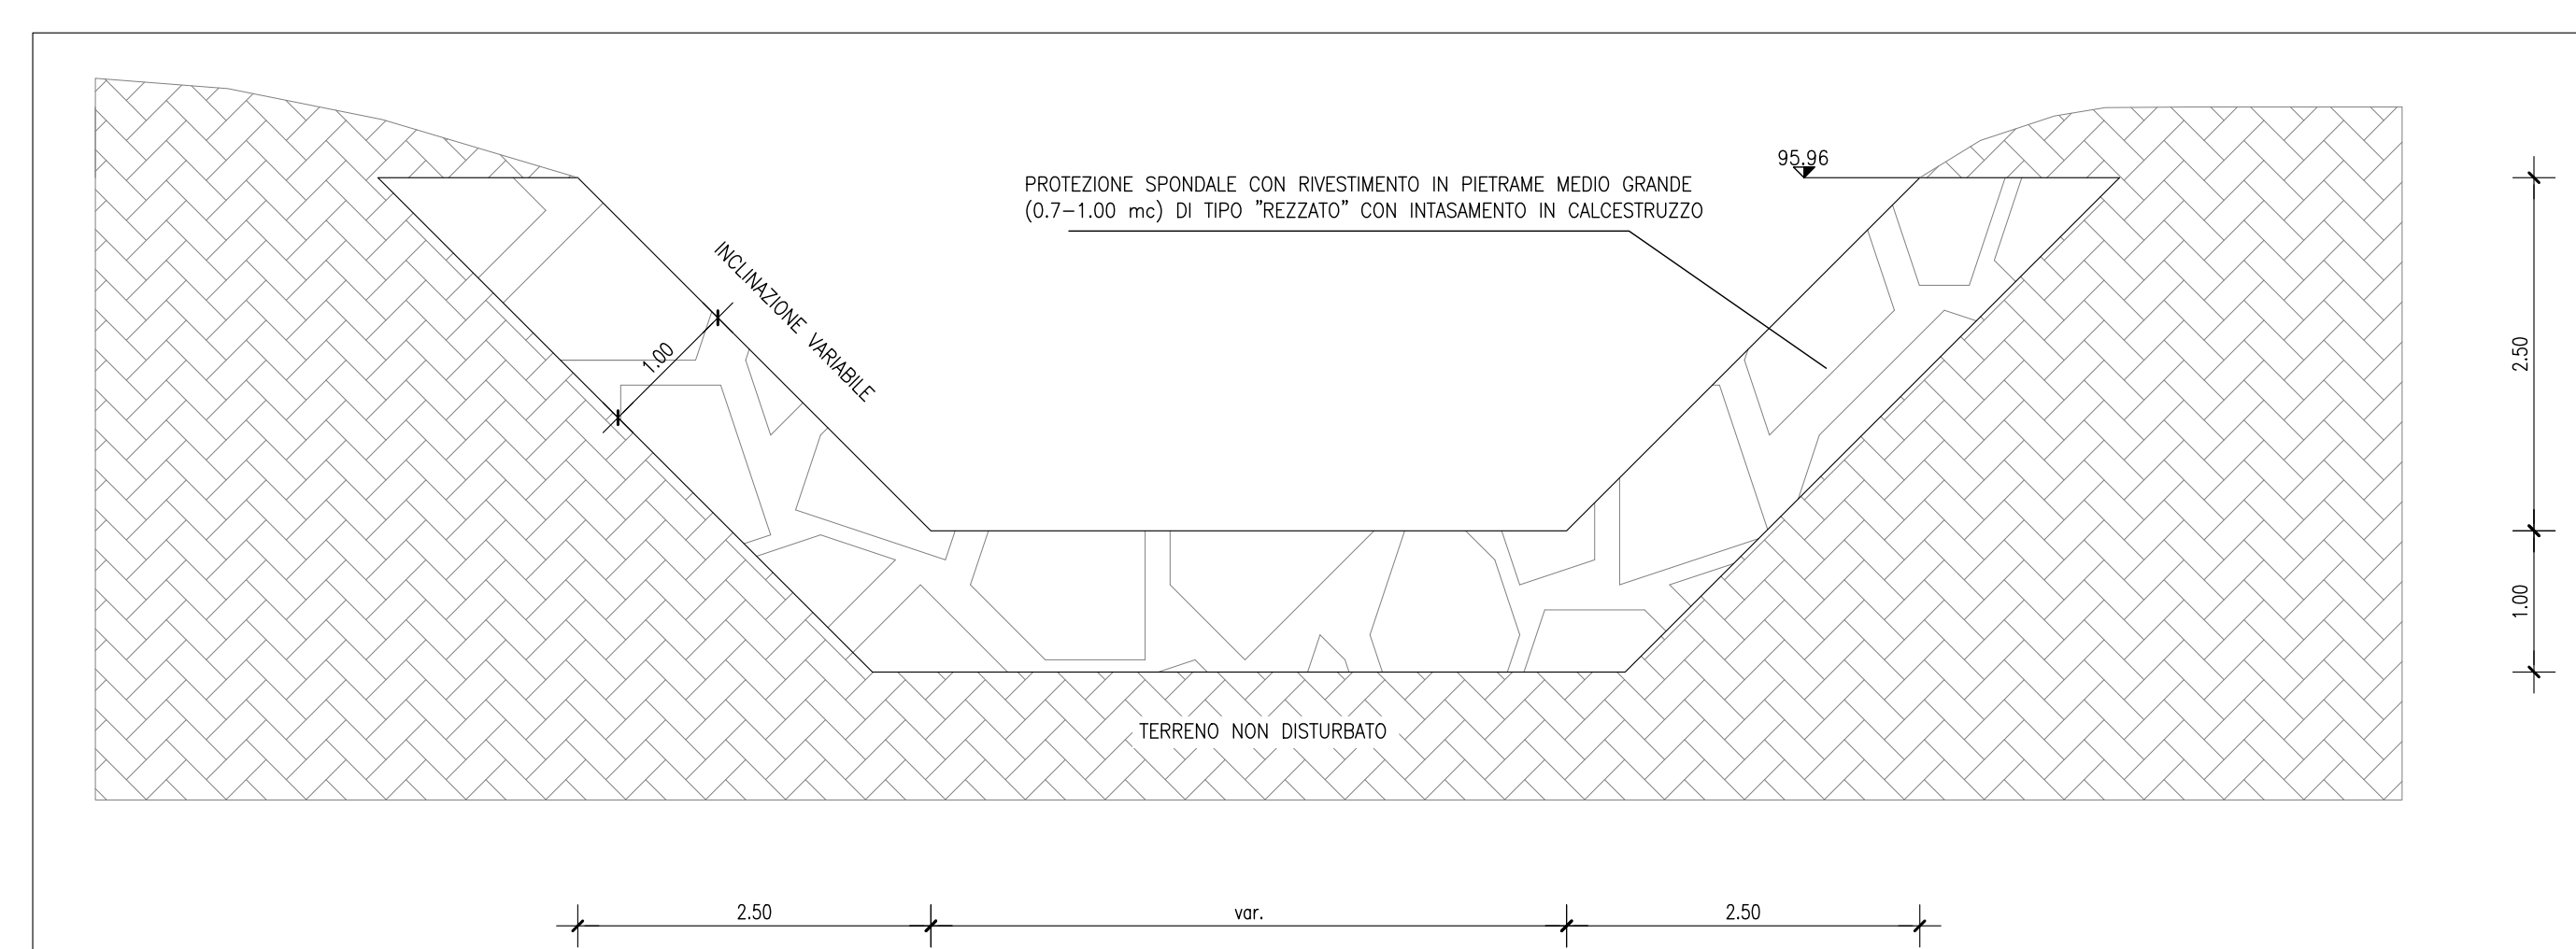 95.96
PROTEZIONE SPONDALE CON RIVESTIMENTO IN PIETRAME MEDIO GRANDE
(0.7-1.00 mc) DI TIPO "REZZATO" CON INTASAMENTO IN CALCESTRUZZO
INCLINAZIONE VARIABILE
1.00
2.50
1.00
TERRENO NON DISTURBATO
2.50
var.
2.50